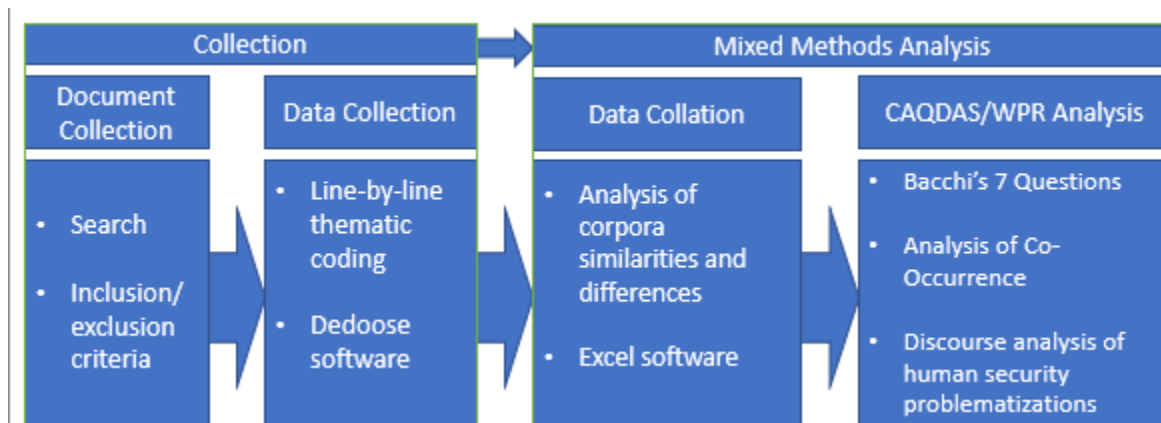 Collection
Mixed Methods Analysis
Document
Collection
Data Collection
Data Collation
CAQDAS/WPR Analysis
• Search
• Inclusion/
exclusion
criteria
• Line-by-line
thematic
coding
• Dedoose
software
• Analysis of
corpora
similarities and
differences
• Excel software
• Bacchi's 7 Questions
• Analysis of Co-
Occurrence
• Discourse analysis of
human security
problematizations